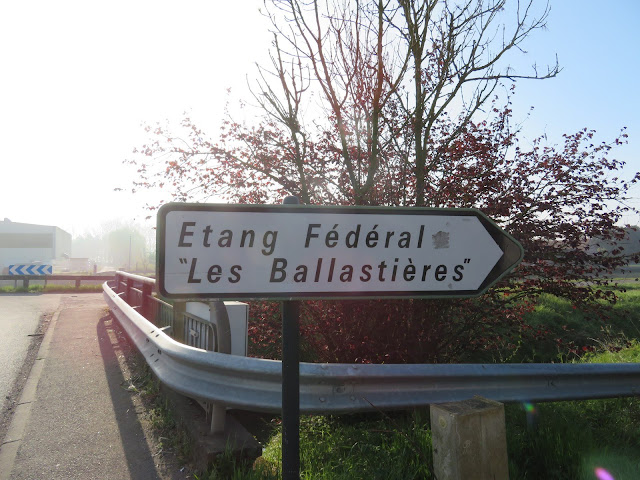 Etang Fédéral
"Les Ballastières"